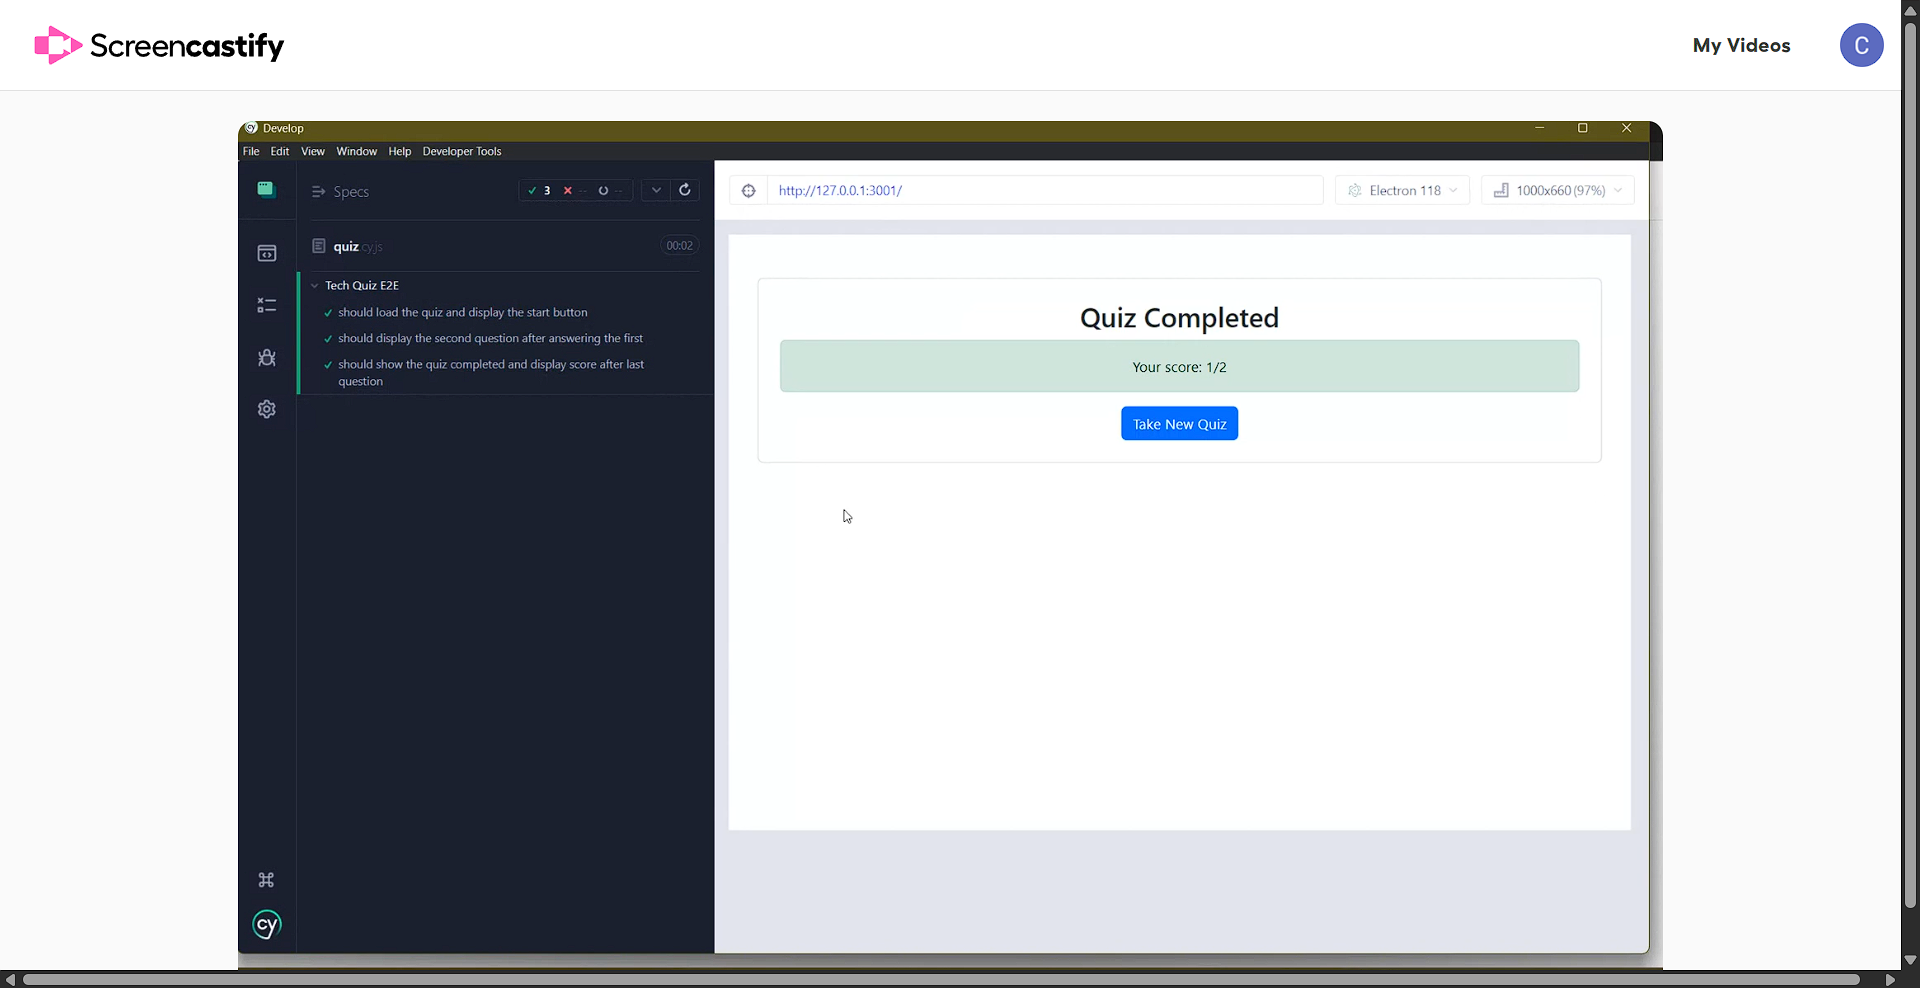 Screencastify
My Videos
C
Develop
File Edit View Window Help Developer Tools
Specs
3 -- --
http://127.0.0.1:3001/
Electron 118
1000x660 (97%)
quiz cy.js
00:02
Tech Quiz E2E
should load the quiz and display the start button
should display the second question after answering the first
should show the quiz completed and display score after last
question
Quiz Completed
Your score: 1/2
Take New Quiz
cy